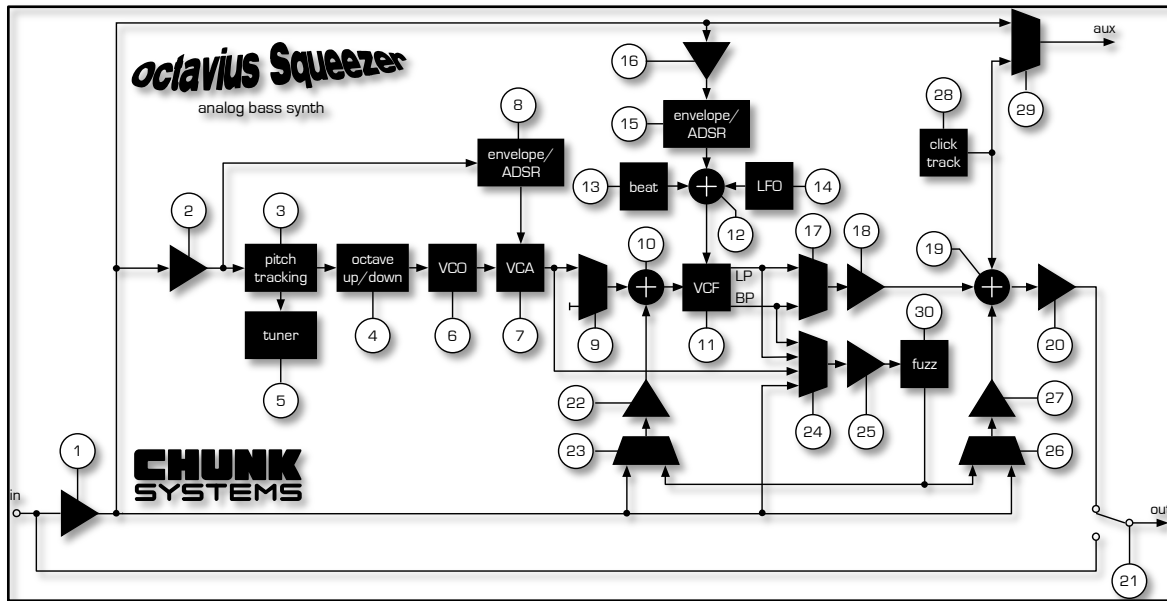 aux
octavius Squeezer
analog bass synth
16
28
29
8
15
envelope/
ADSR
click
track
envelope/
ADSR
13
beat
LFO
14
2
3
10
12
17
18
19
pitch
tracking
octave
up/down
VCO
VCA
VCF
LP
BP
30
tuner
4
6
7
9
11
20
fuzz
5
22
24
25
27
1
CHUNK
SYSTEMS
23
26
in
out
21